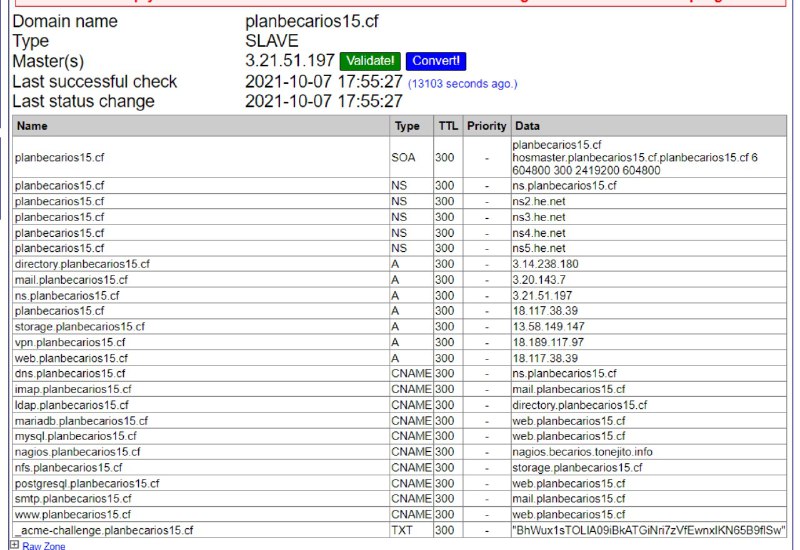 Domain name planbecarios15.cf
Type SLAVE
Master(s) 3.21.51.197 Validate! Convert!
Last successful check 2021-10-07 17:55:27 (13103 seconds ago.)
Last status change 2021-10-07 17:55:27
Name Type TTL Priority Data
planbecarios15.cf SOA 300 - planbecarios15.cf
hosmaster.planbecarios15.cf.planbecarios15.cf 6
604800 300 2419200 604800
planbecarios15.cf NS 300 - ns.planbecarios15.cf
planbecarios15.cf NS 300 - ns2.he.net
planbecarios15.cf NS 300 - ns3.he.net
planbecarios15.cf NS 300 - ns4.he.net
planbecarios15.cf NS 300 - ns5.he.net
directory.planbecarios15.cf A 300 - 3.14.238.180
mail.planbecarios15.cf A 300 - 3.20.143.7
ns.planbecarios15.cf A 300 - 3.21.51.197
planbecarios15.cf A 300 - 18.117.38.39
storage.planbecarios15.cf A 300 - 13.58.149.147
vpn.planbecarios15.cf A 300 - 18.189.117.97
web.planbecarios15.cf A 300 - 18.117.38.39
dns.planbecarios15.cf CNAME 300 - ns.planbecarios15.cf
imap.planbecarios15.cf CNAME 300 - mail.planbecarios15.cf
ldap.planbecarios15.cf CNAME 300 - directory.planbecarios15.cf
mariadb.planbecarios15.cf CNAME 300 - web.planbecarios15.cf
mysql.planbecarios15.cf CNAME 300 - web.planbecarios15.cf
nagios.planbecarios15.cf CNAME 300 - nagios.becarios.tonejito.info
nfs.planbecarios15.cf CNAME 300 - storage.planbecarios15.cf
postgresql.planbecarios15.cf CNAME 300 - web.planbecarios15.cf
smtp.planbecarios15.cf CNAME 300 - mail.planbecarios15.cf
www.planbecarios15.cf CNAME 300 - web.planbecarios15.cf
_acme-challenge.planbecarios15.cf TXT 300 - "BhWux1sTOLIA09iBkATGiNri7zVfEwnxIKN65B9flSw"
Raw Zone